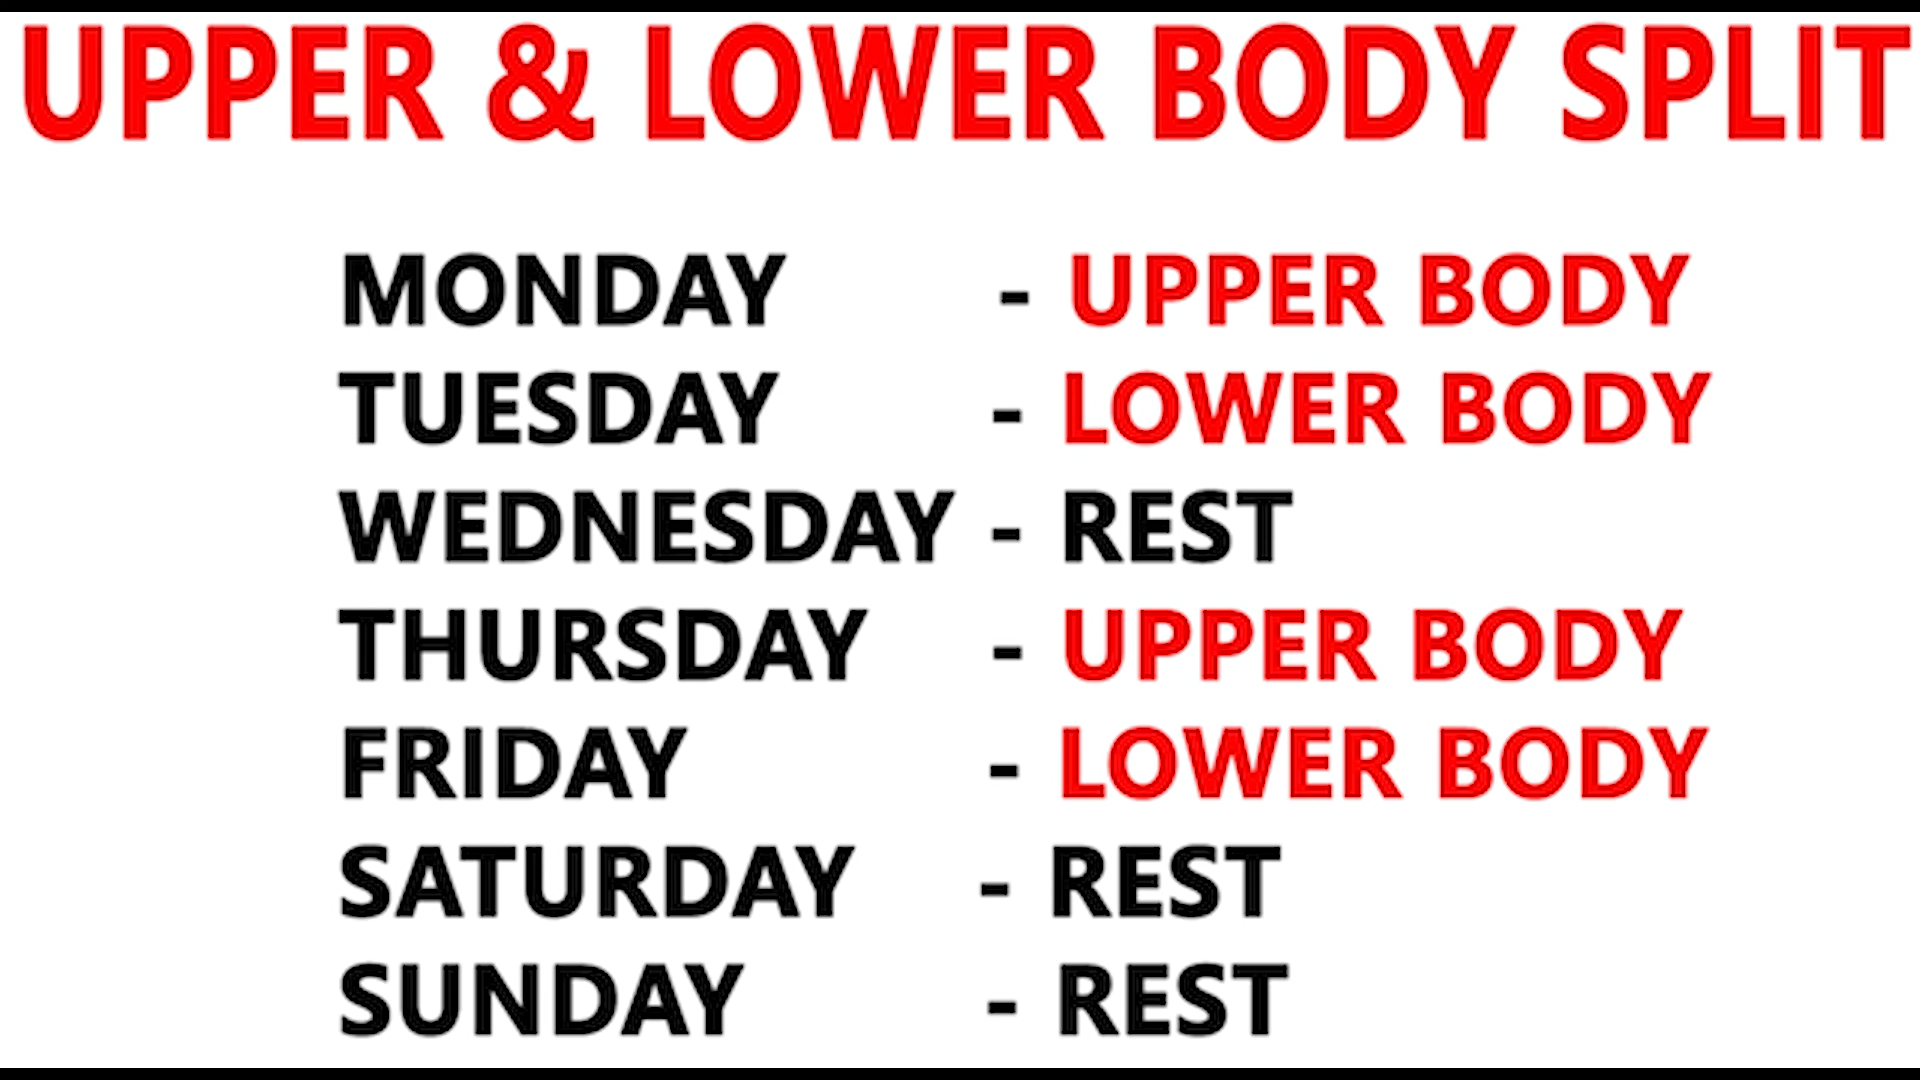 UPPER & LOWER BODY SPLIT
MONDAY - UPPER BODY
TUESDAY - LOWER BODY
WEDNESDAY - REST
THURSDAY - UPPER BODY
FRIDAY - LOWER BODY
SATURDAY - REST
SUNDAY - REST